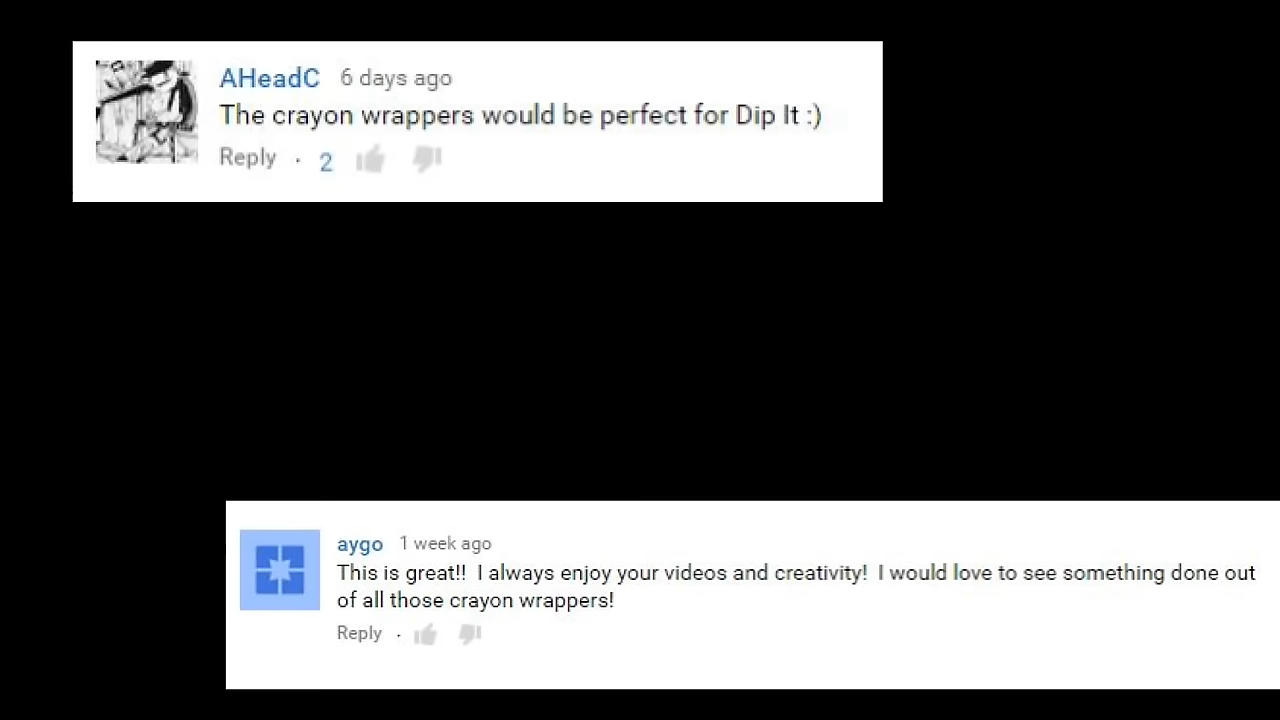 AHeadC 6 days ago
The crayon wrappers would be perfect for Dip It :)
Reply · 2
aygo 1 week ago
This is great!! I always enjoy your videos and creativity! I would love to see something done out
of all those crayon wrappers!
Reply ·